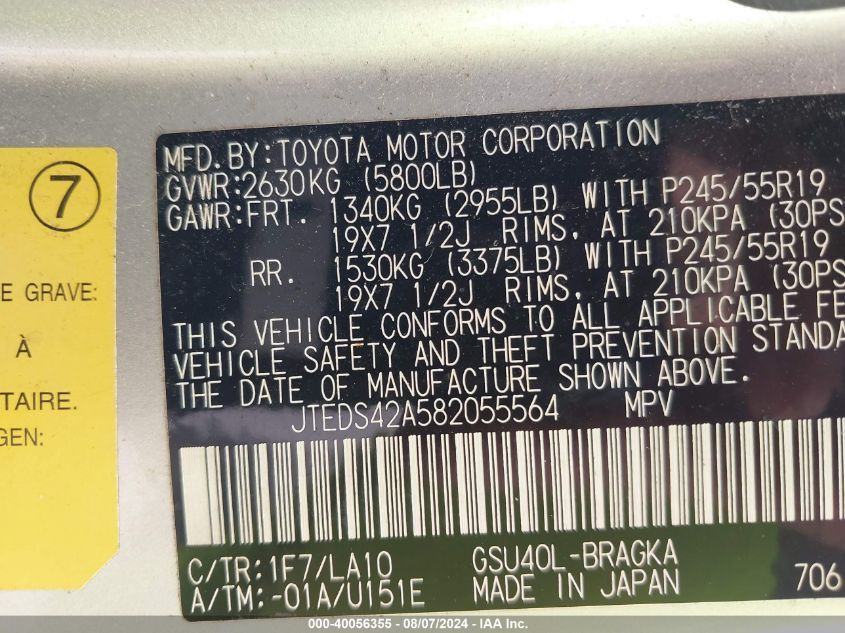 7
E GRAVE:
À
TAIRE.
GEN:
MFD. BY: TOYOTA MOTOR CORPORATION
GVWR: 2630KG (5800LB)
GAWR: FRT. 1340KG (2955LB) WITH P245/55R19
19X7 1/2J RIMS, AT 210KPA (30PS
RR. 1530KG (3375LB) WITH P245/55R19
19X7 1/2J RIMS, AT 210KPA (30PS
THIS VEHICLE CONFORMS TO ALL APPLICABLE FE
VEHICLE SAFETY AND THEFT PREVENTION STANDA
THE DATE OF MANUFACTURE SHOWN ABOVE.
JTEDS42A582055564 MPV
C/TR: 1F7/LA10 GSU40L-BRAGKA
A/TM: -01A/U151E MADE IN JAPAN 706
000-40056355 - 08/07/2024 - IAAI.com